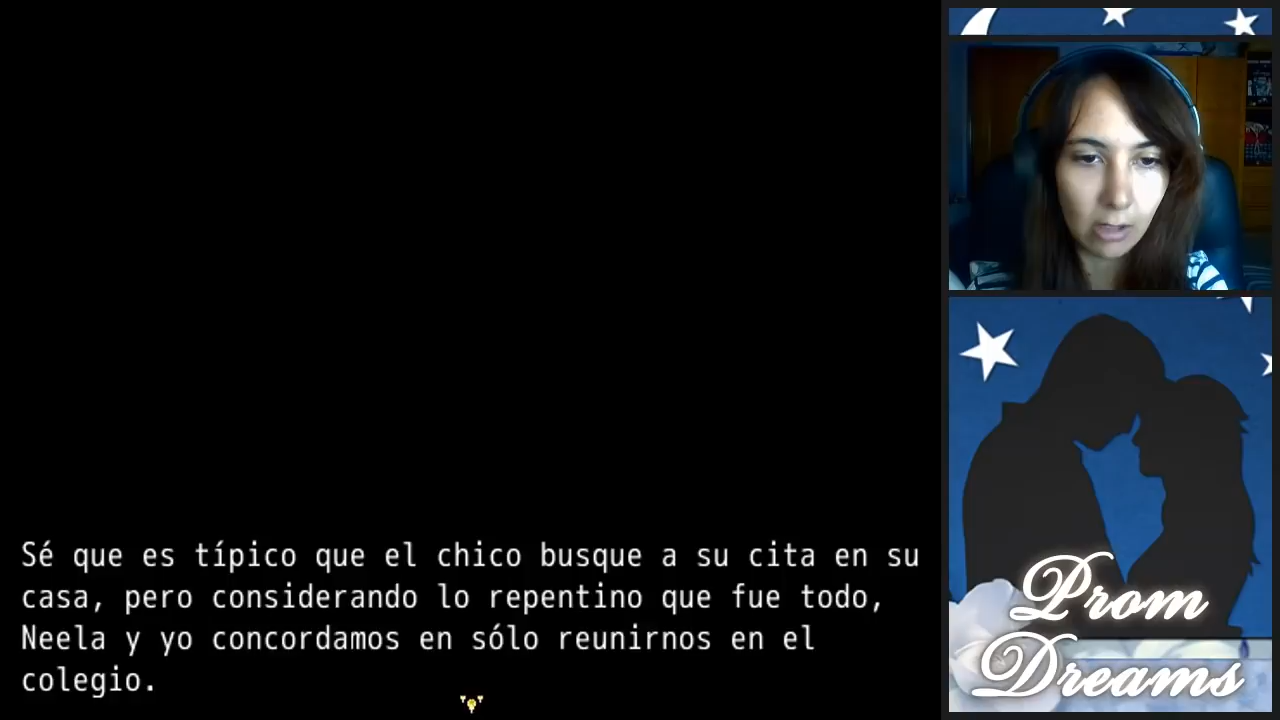 Sé que es típico que el chico busque a su cita en su
casa, pero considerando lo repentino que fue todo,
Neela y yo concordamos en sólo reunirnos en el
colegio.
Prom
Dreams